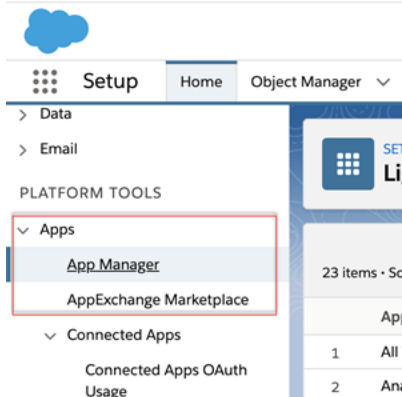 Setup
Home
Object Manager
Data
Email
PLATFORM TOOLS
Apps
App Manager
AppExchange Marketplace
Connected Apps
Connected Apps OAuth
Usage
23 items •
1
All
2